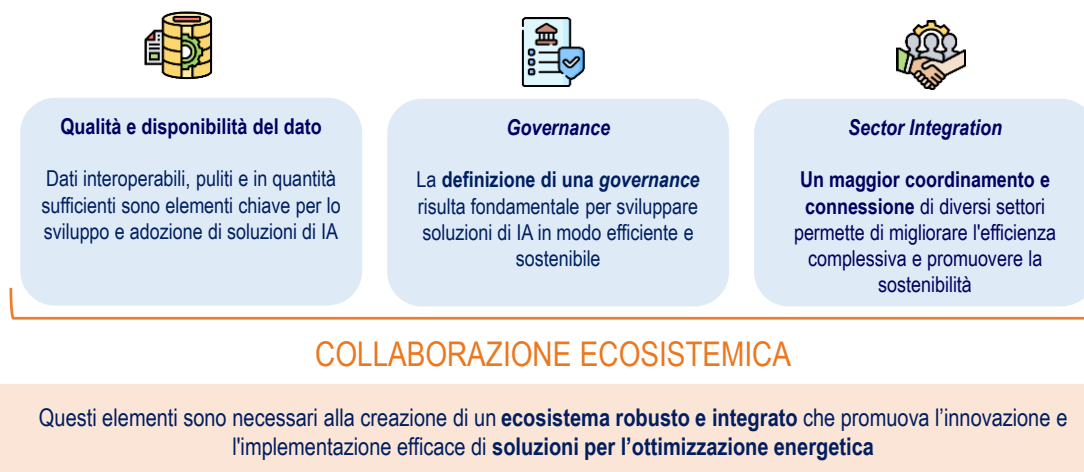 Qualità e disponibilità del dato
Dati interoperabili, puliti e in quantità
sufficienti sono elementi chiave per lo
sviluppo e adozione di soluzioni di IA
Governance
La definizione di una governance
risulta fondamentale per sviluppare
soluzioni di IA in modo efficiente e
sostenibile
Sector Integration
Un maggior coordinamento e
connessione di diversi settori
permette di migliorare l'efficienza
complessiva e promuovere la
sostenibilità
COLLABORAZIONE ECOSISTEMICA
Questi elementi sono necessari alla creazione di un ecosistema robusto e integrato che promuova l’innovazione e
l'implementazione efficace di soluzioni per l’ottimizzazione energetica